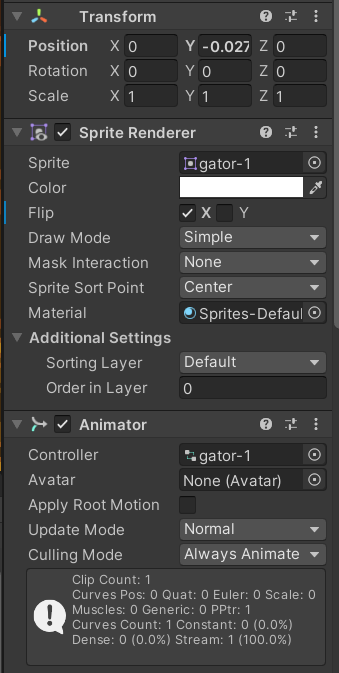 Transform
Position X 0 Y -0.027 Z 0
Rotation X 0 Y 0 Z 0
Scale X 1 Y 1 Z 1
Sprite Renderer
Sprite gator-1
Color
Flip X Y
Draw Mode Simple
Mask Interaction None
Sprite Sort Point Center
Material Sprites-Defaul
Additional Settings
Sorting Layer Default
Order in Layer 0
Animator
Controller gator-1
Avatar None (Avatar)
Apply Root Motion
Update Mode Normal
Culling Mode Always Animate
Clip Count: 1
Curves Pos: 0 Quat: 0 Euler: 0 Scale: 0
Muscles: 0 Generic: 0 PPtr: 1
Curves Count: 1 Constant: 0 (0.0%)
Dense: 0 (0.0%) Stream: 1 (100.0%)